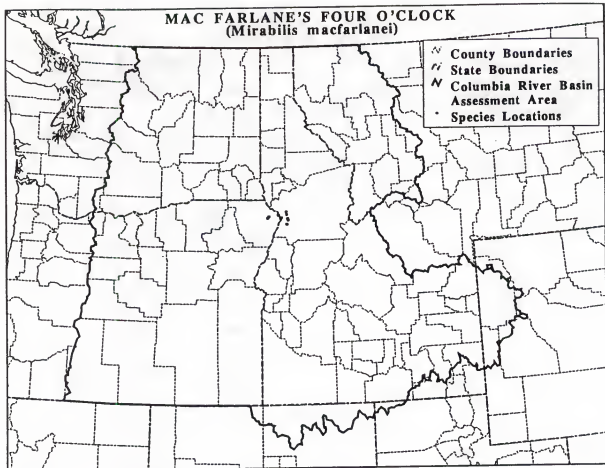 MAC FARLANE'S FOUR O'CLOCK
(Mirabilis macfarlanei)
County Boundaries
State Boundaries
Columbia River Basin
Assessment Area
Species Locations